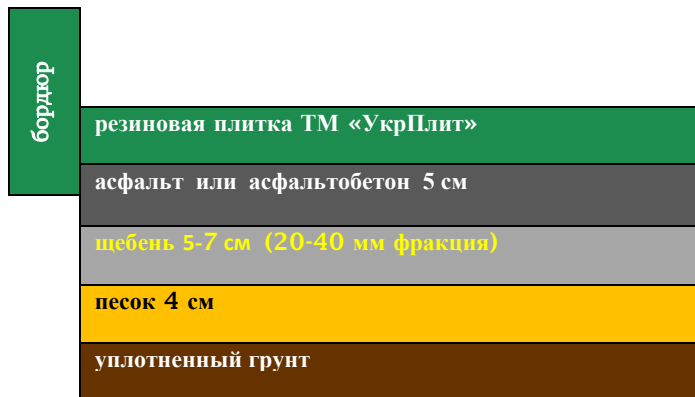 бордюр
резиновая плитка ТМ «УкрПлит»
асфальт или асфальтобетон 5 см
щебень 5-7 см (20-40 мм фракция)
песок 4 см
уплотненный грунт